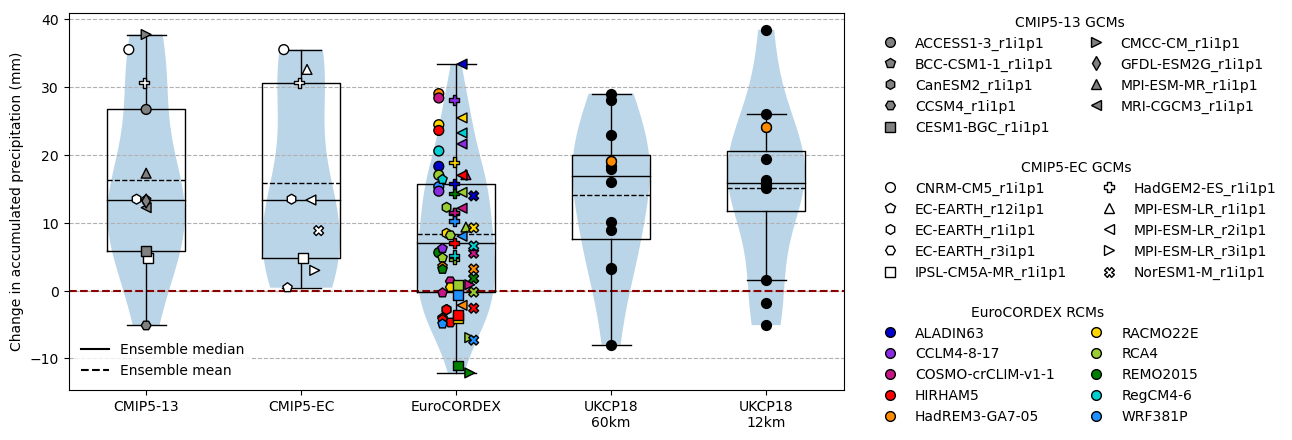 Change in accumulated precipitation (mm)
40
30
20
10
0
−10
Ensemble median
Ensemble mean
CMIP5-13
CMIP5-EC
EuroCORDEX
UKCP18
60km
UKCP18
12km
CMIP5-13 GCMs
ACCESS1-3_r1i1p1
BCC-CSM1-1_r1i1p1
CanESM2_r1i1p1
CCSM4_r1i1p1
CESM1-BGC_r1i1p1
CMCC-CM_r1i1p1
GFDL-ESM2G_r1i1p1
MPI-ESM-MR_r1i1p1
MRI-CGCM3_r1i1p1
CMIP5-EC GCMs
CNRM-CM5_r1i1p1
EC-EARTH_r12i1p1
EC-EARTH_r1i1p1
EC-EARTH_r3i1p1
IPSL-CM5A-MR_r1i1p1
HadGEM2-ES_r1i1p1
MPI-ESM-LR_r1i1p1
MPI-ESM-LR_r2i1p1
MPI-ESM-LR_r3i1p1
NorESM1-M_r1i1p1
EuroCORDEX RCMs
ALADIN63
CCLM4-8-17
COSMO-crCLIM-v1-1
HIRHAM5
HadREM3-GA7-05
RACMO22E
RCA4
REMO2015
RegCM4-6
WRF381P